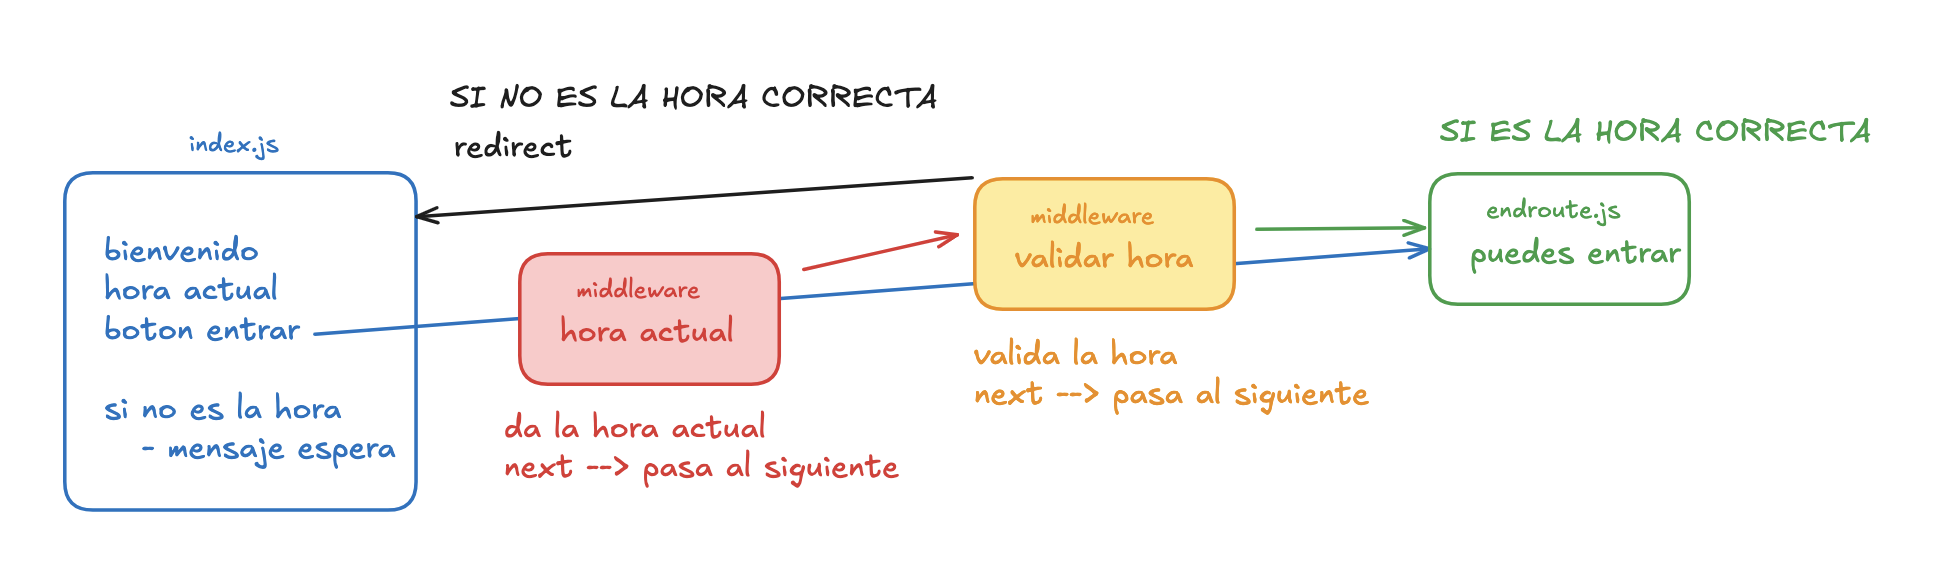 SI NO ES LA HORA CORRECTA
redirect
index.js
bienvenido
hora actual
boton entrar
si no es la hora
- mensaje espera
middleware
hora actual
da la hora actual
next --> pasa al siguiente
middleware
validar hora
valida la hora
next --> pasa al siguiente
SI ES LA HORA CORRECTA
endroute.js
puedes entrar